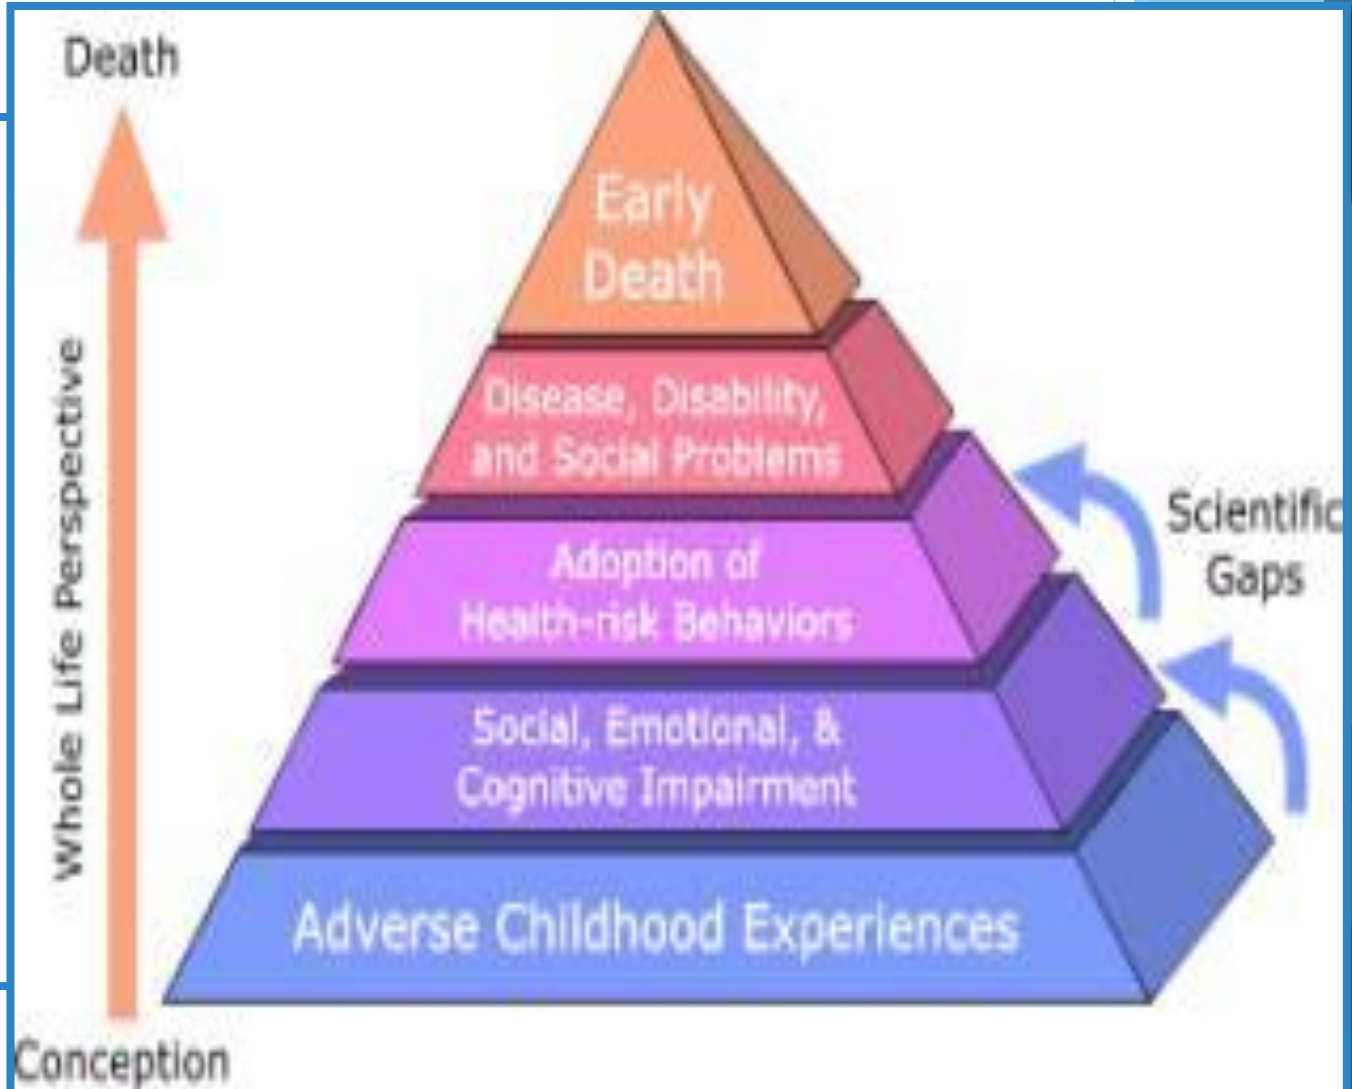 Death
Whole Life Perspective
Conception
Early
Death
Disease, Disability,
and Social Problems
Adoption of
Health-risk Behaviors
Social, Emotional, &
Cognitive Impairment
Adverse Childhood Experiences
Scientific
Gaps